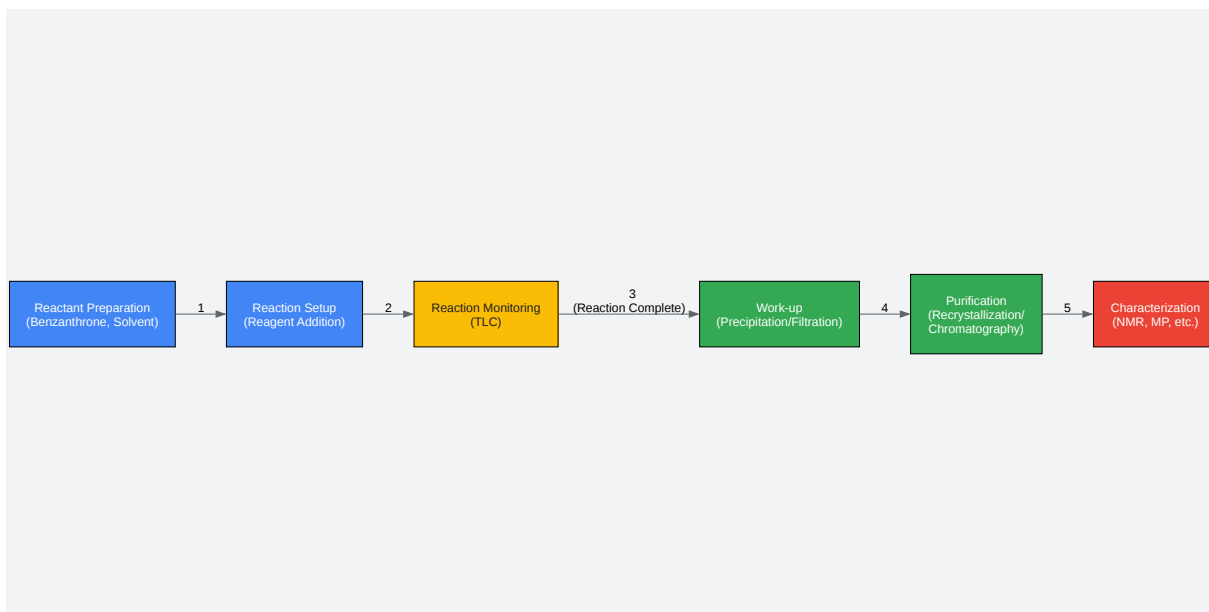 Reactant Preparation
(Benzanthrone, Solvent)
1
Reaction Setup
(Reagent Addition)
2
Reaction Monitoring
(TLC)
3
(Reaction Complete)
Work-up
(Precipitation/Filtration)
4
Purification
(Recrystallization/
Chromatography)
5
Characterization
(NMR, MP, etc.)